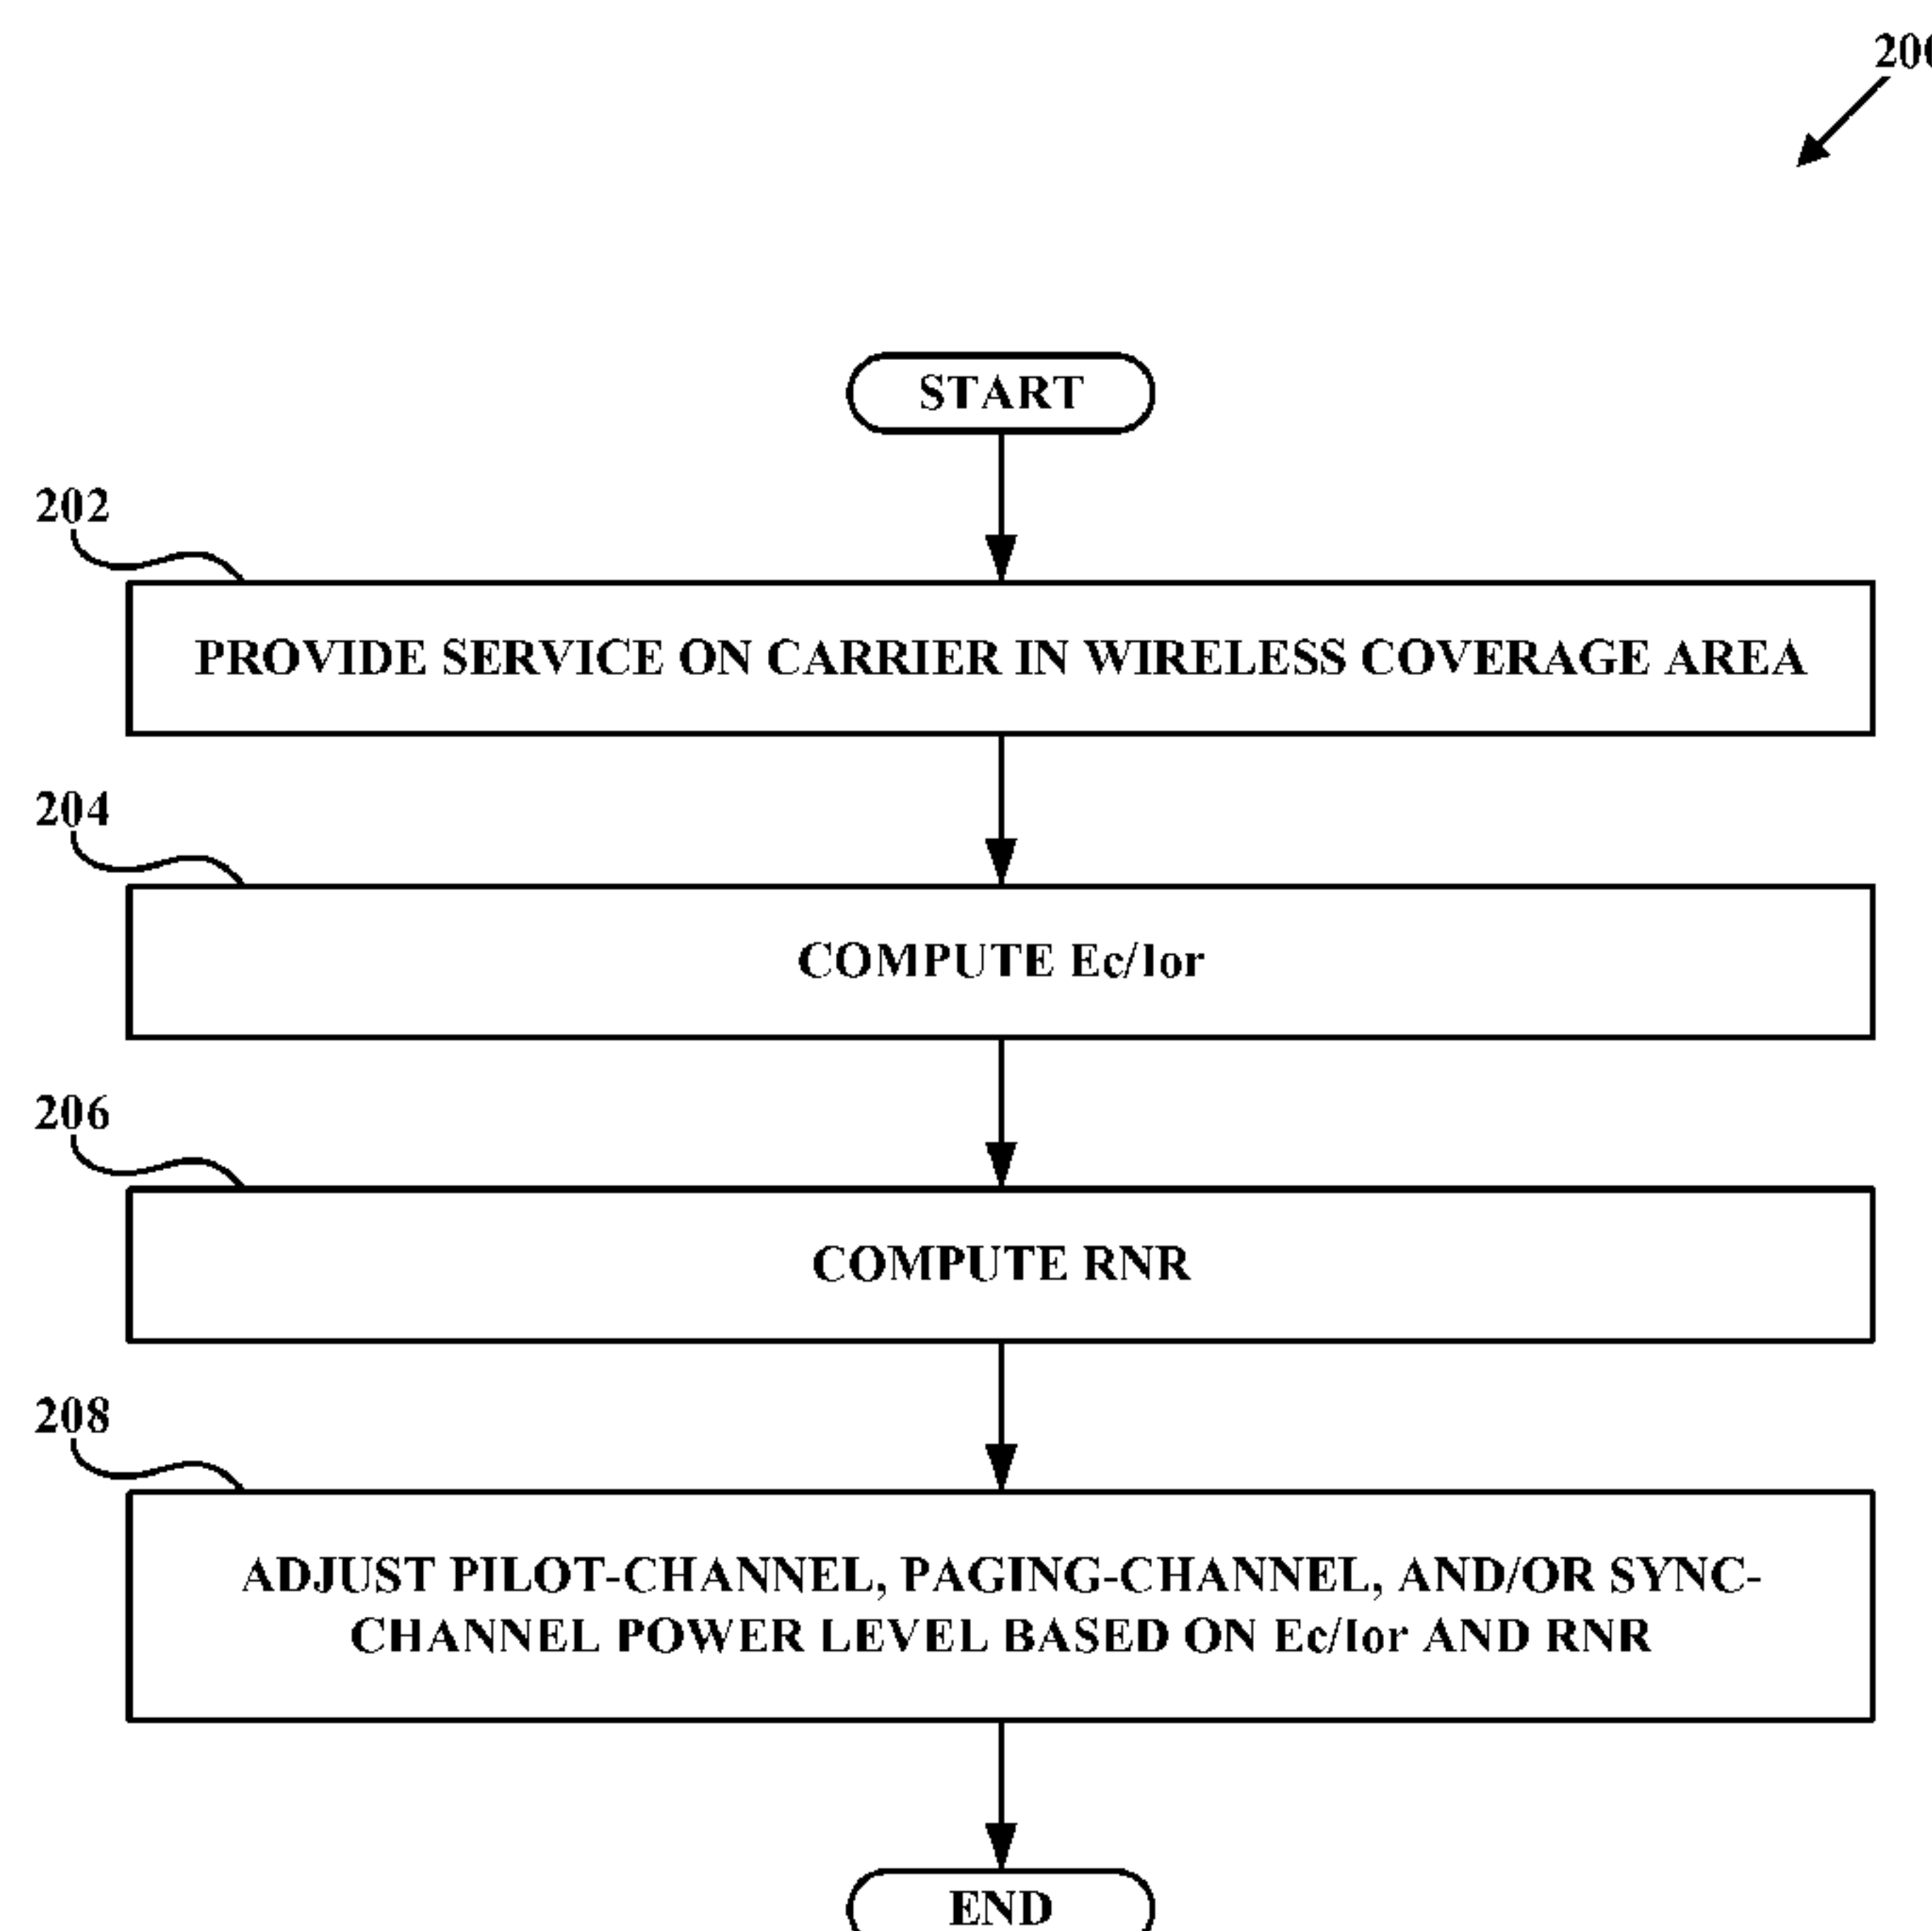 START
202
PROVIDE SERVICE ON CARRIER IN WIRELESS COVERAGE AREA
204
COMPUTE Ec/Ior
206
COMPUTE RNR
208
ADJUST PILOT-CHANNEL, PAGING-CHANNEL, AND/OR SYNC-
CHANNEL POWER LEVEL BASED ON Ec/Ior AND RNR
END